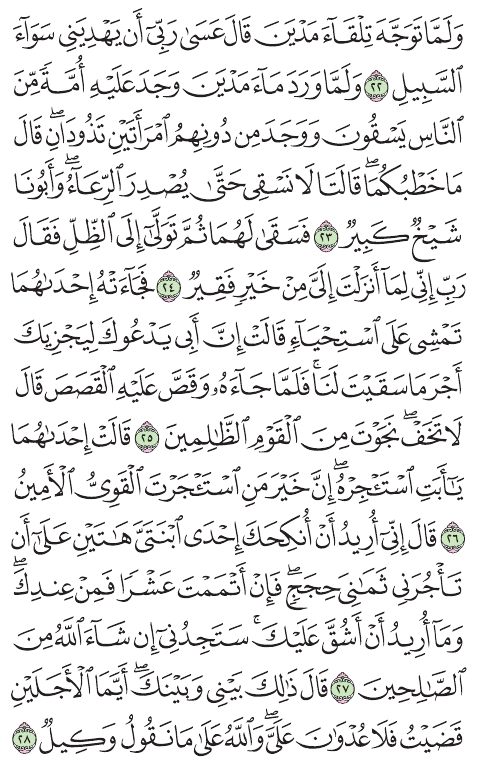 وَلَمَّا تَوَجَّهَ تِلْقَآءَ مَدْيَنَ قَالَ عَسَىٰ رَبِّىٓ أَن يَهْدِيَنِى سَوَآءَ
ٱلسَّبِيلِ ٢٢ وَلَمَّا وَرَدَ مَآءَ مَدْيَنَ وَجَدَ عَلَيْهِ أُمَّةً مِّنَ
ٱلنَّاسِ يَسْقُونَ وَوَجَدَ مِن دُونِهِمُ ٱمْرَأَتَيْنِ تَذُودَانِ ۖ قَالَ
مَا خَطْبُكُمَا ۖ قَالَتَا لَا نَسْقِى حَتَّىٰ يُصْدِرَ ٱلرِّعَآءُ ۖ وَأَبُونَا
شَيْخٌ كَبِيرٌ ٢٣ فَسَقَىٰ لَهُمَا ثُمَّ تَوَلَّىٰٓ إِلَى ٱلظِّلِّ فَقَالَ
رَبِّ إِنِّى لِمَآ أَنزَلْتَ إِلَىَّ مِنْ خَيْرٍ فَقِيرٌ ٢٤ فَجَآءَتْهُ إِحْدَىٰهُمَا
تَمْشِى عَلَى ٱسْتِحْيَآءٍ قَالَتْ إِنَّ أَبِى يَدْعُوكَ لِيَجْزِيَكَ
أَجْرَ مَا سَقَيْتَ لَنَا ۚ فَلَمَّا جَآءَهُۥ وَقَصَّ عَلَيْهِ ٱلْقَصَصَ قَالَ
لَا تَخَفْ ۖ نَجَوْتَ مِنَ ٱلْقَوْمِ ٱلظَّـٰلِمِينَ ٢٥ قَالَتْ إِحْدَىٰهُمَا
يَـٰٓأَبَتِ ٱسْتَـْٔجِرْهُ ۖ إِنَّ خَيْرَ مَنِ ٱسْتَـْٔجَرْتَ ٱلْقَوِىُّ ٱلْأَمِينُ
٢٦ قَالَ إِنِّىٓ أُرِيدُ أَنْ أُنكِحَكَ إِحْدَى ٱبْنَتَىَّ هَـٰتَيْنِ عَلَىٰٓ أَن
تَأْجُرَنِى ثَمَـٰنِىَ حِجَجٍ ۖ فَإِنْ أَتْمَمْتَ عَشْرًا فَمِنْ عِندِكَ ۖ
وَمَآ أُرِيدُ أَنْ أَشُقَّ عَلَيْكَ ۚ سَتَجِدُنِىٓ إِن شَآءَ ٱللَّهُ مِنَ
ٱلصَّـٰلِحِينَ ٢٧ قَالَ ذَٰلِكَ بَيْنِى وَبَيْنَكَ ۖ أَيَّمَا ٱلْأَجَلَيْنِ
قَضَيْتُ فَلَا عُدْوَٰنَ عَلَىَّ ۖ وَٱللَّهُ عَلَىٰ مَا نَقُولُ وَكِيلٌ ٢٨